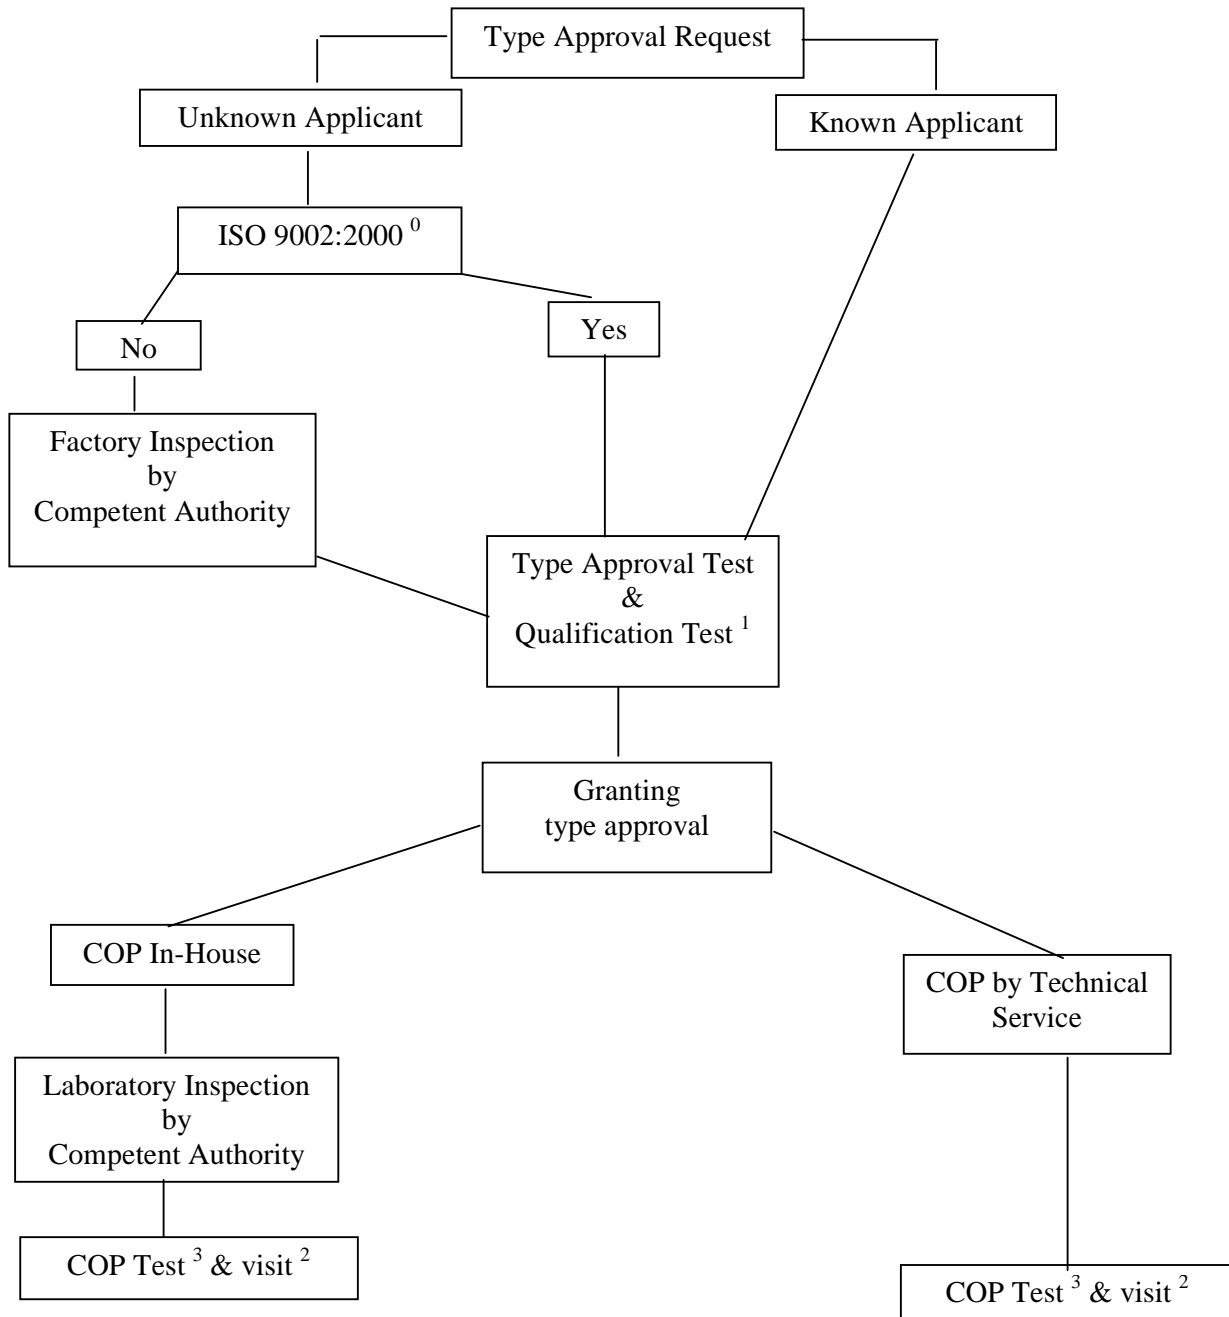 Type Approval Request
Unknown Applicant
Known Applicant
ISO 9002:2000 0
No
Yes
Factory Inspection
by
Competent Authority
Type Approval Test
&
Qualification Test 1
Granting
type approval
COP In-House
COP by Technical
Service
Laboratory Inspection
by
Competent Authority
COP Test 3 & visit 2
COP Test 3 & visit 2